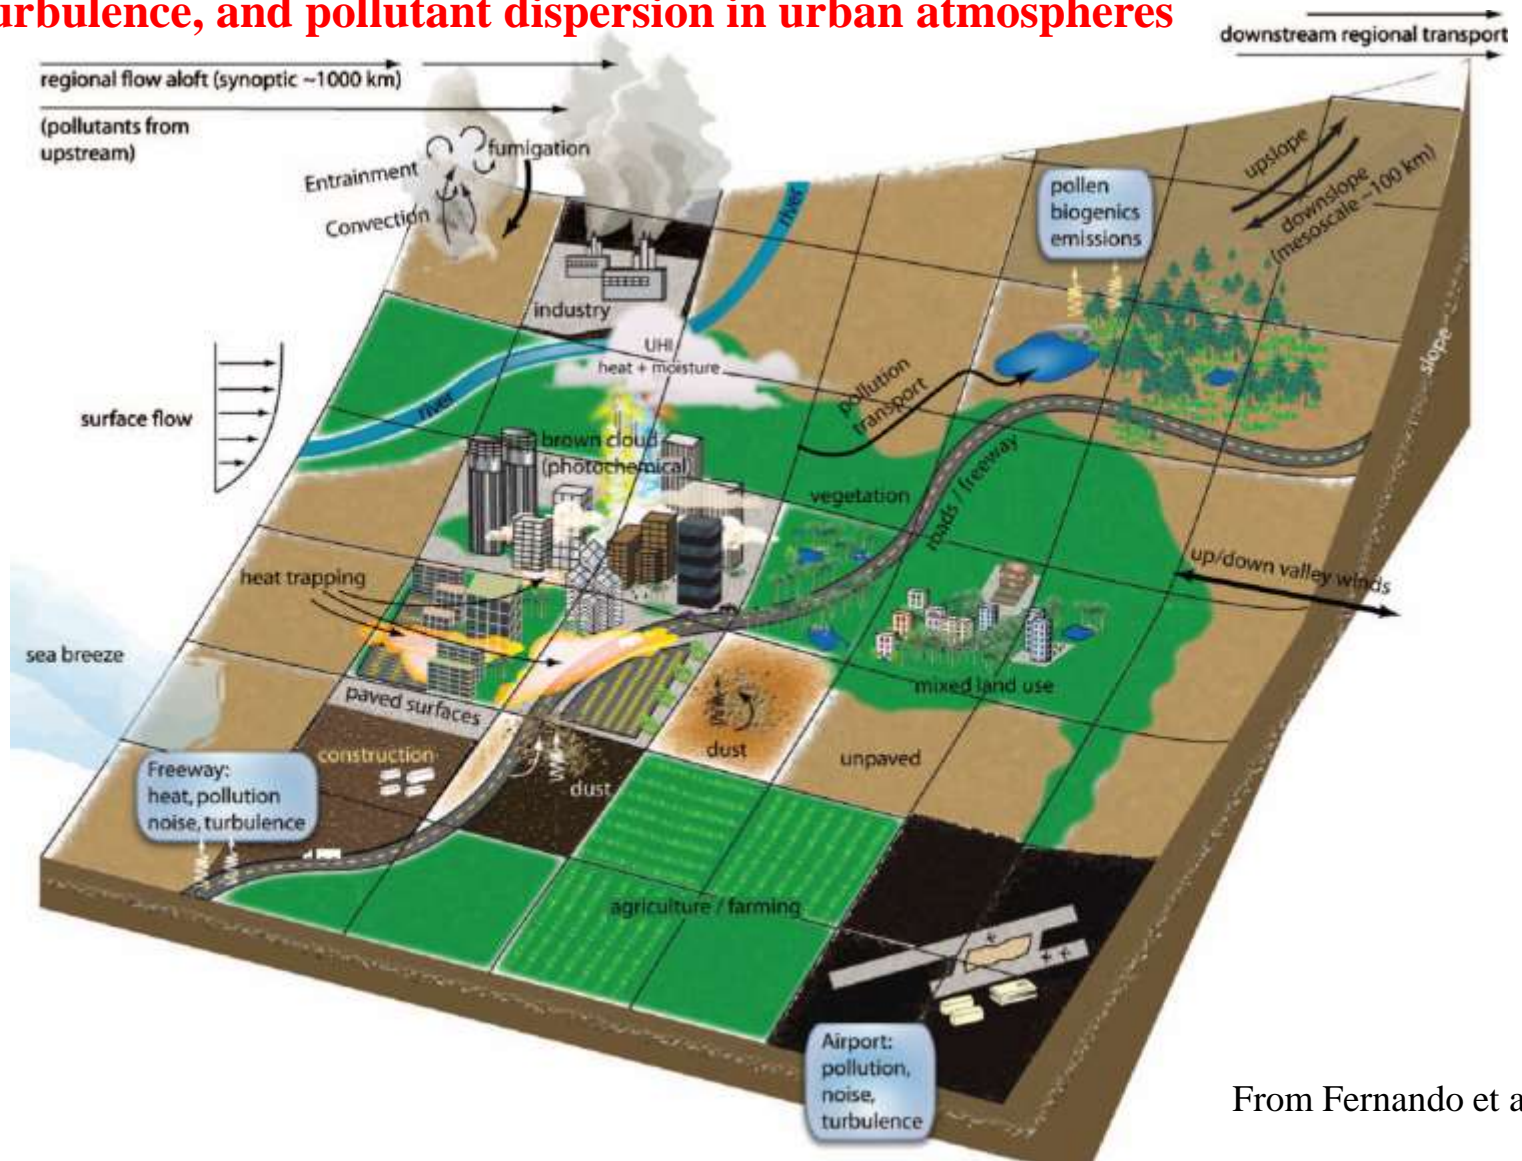 urbulence, and pollutant dispersion in urban atmospheres
downstream regional transport
regional flow aloft (synoptic ~1000 km)
(pollutants from
upstream)
Entrainment
fumigation
Convection
upslope
downslope
(mesoscale ~100 km)
pollen
biogenics
emissions
river
industry
UHI
heat + moisture
slope
surface flow
river
pollution
transport
brown cloud
(photochemical)
vegetation
roads / freeway
up/down valley winds
heat trapping
sea breeze
mixed land use
paved surfaces
construction
dust
dust
unpaved
Freeway:
heat, pollution
noise, turbulence
agriculture / farming
Airport:
pollution,
noise,
turbulence
From Fernando et a